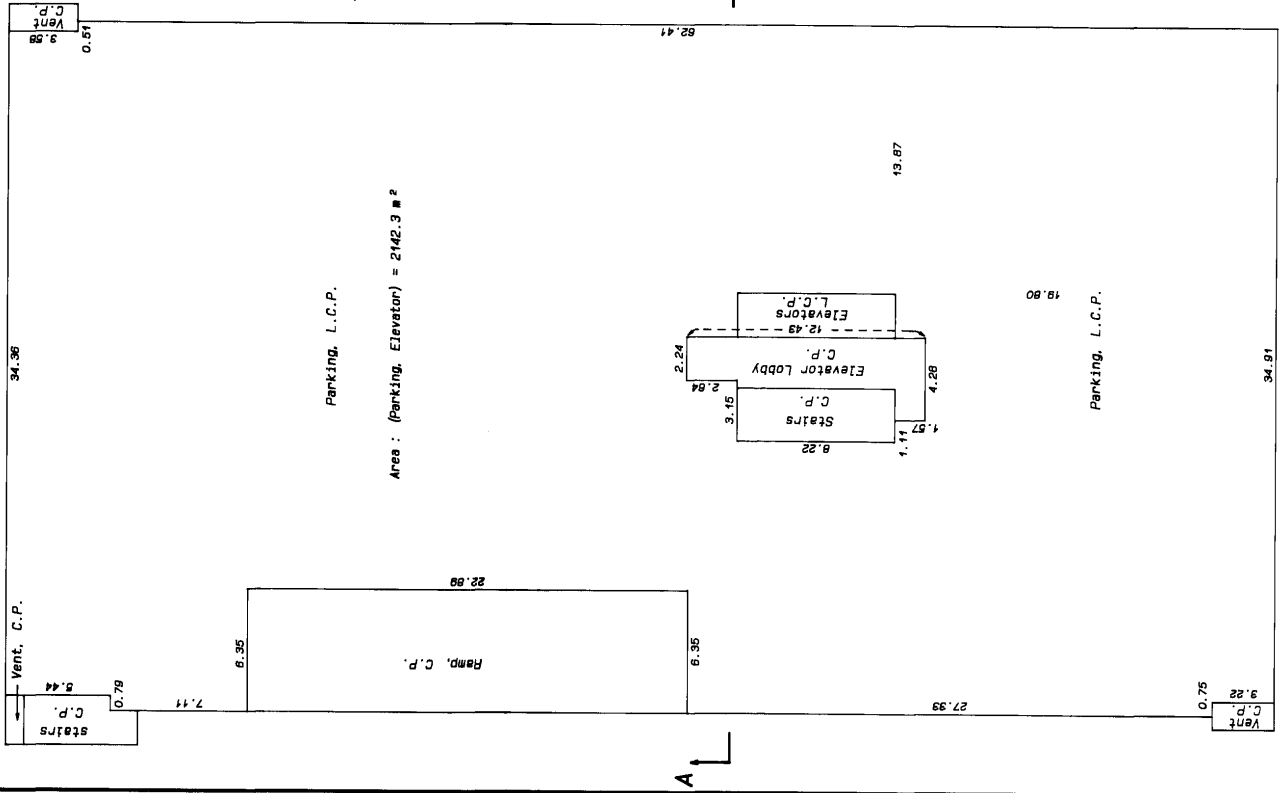 Vent
C.P.
3.58
0.51
34.36
62.41
Parking, L.C.P.
Area : (Parking, Elevator) = 2142.3 m²
13.87
19.80
Elevators
L.C.P.
12.43
2.24
Elevator Lobby
C.P.
2.64
4.28
3.15
Stairs
C.P.
8.22
1.11
1.57
Parking, L.C.P.
34.91
Vent, C.P.
5.44
0.79
stairs
C.P.
7.11
6.35
22.89
Ramp, C.P.
6.35
27.33
0.75
3.22
Vent
C.P.
A